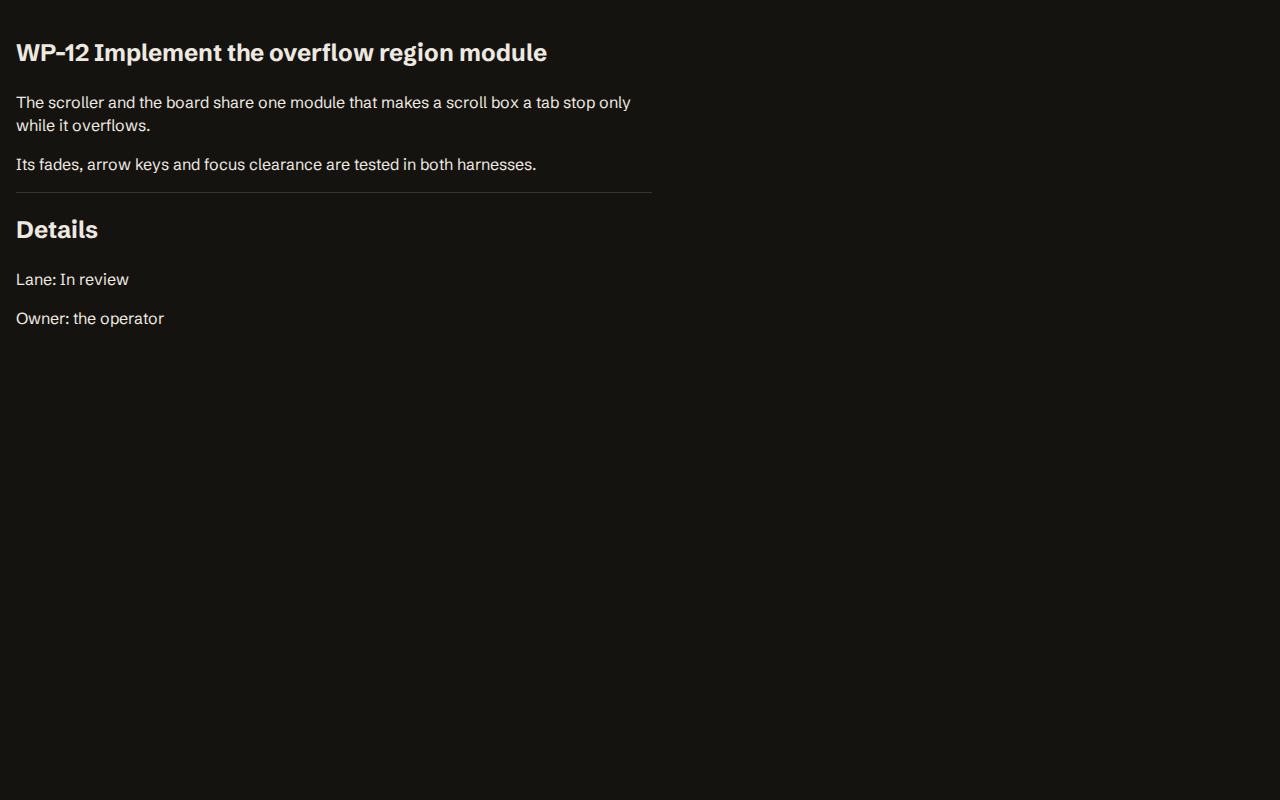 WP-12 Implement the overflow region module
The scroller and the board share one module that makes a scroll box a tab stop only
while it overflows.
Its fades, arrow keys and focus clearance are tested in both harnesses.
Details
Lane: In review
Owner: the operator